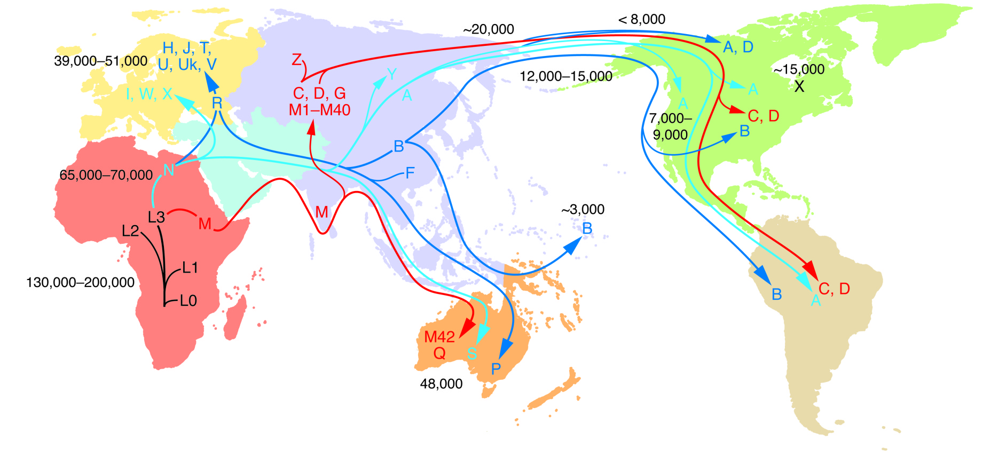 ~20,000
< 8,000
H, J, T,
U, Uk, V
39,000–51,000
A, D
Z
Y
12,000–15,000
~15,000
X
I, W, X
R
C, D, G
M1–M40
A
A
A
7,000–
9,000
C, D
B
B
65,000–70,000
N
F
L3
M
M
~3,000
B
L2
L1
130,000–200,000
L0
B
C, D
A
M42
Q
S
P
48,000